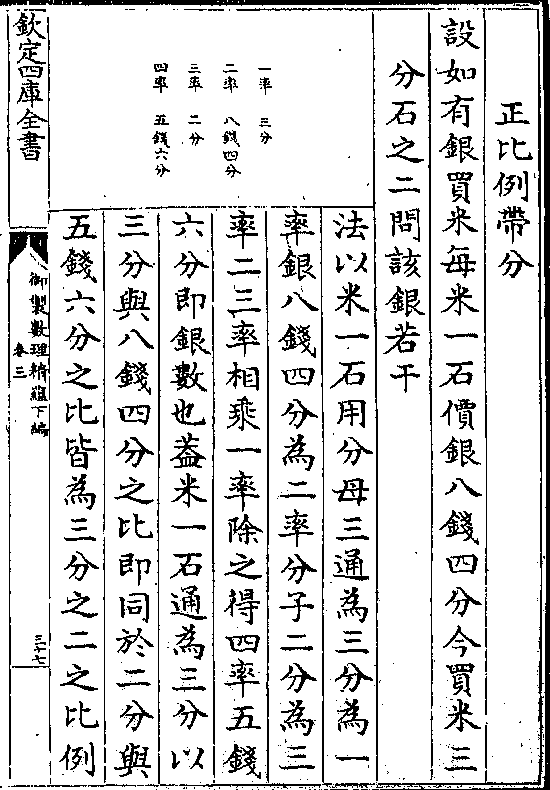 正比例帶分
設如有銀買米每米一石價銀八錢四分今買米三
分石之二問該銀若干
一率　三分
二率　八錢四分
三率　二分
四率　五錢六分
法以米一石用分母三通為三分為一
率銀八錢四分為二率分子二分為三
率二三率相乘一率除之得四率五錢
六分即銀數也葢米一石通為三分以
三分與八錢四分之比即同於二分與
五錢六分之比皆為三分之二之比例
欽定四庫全書
御製數理精蘊下編
卷三
三十七